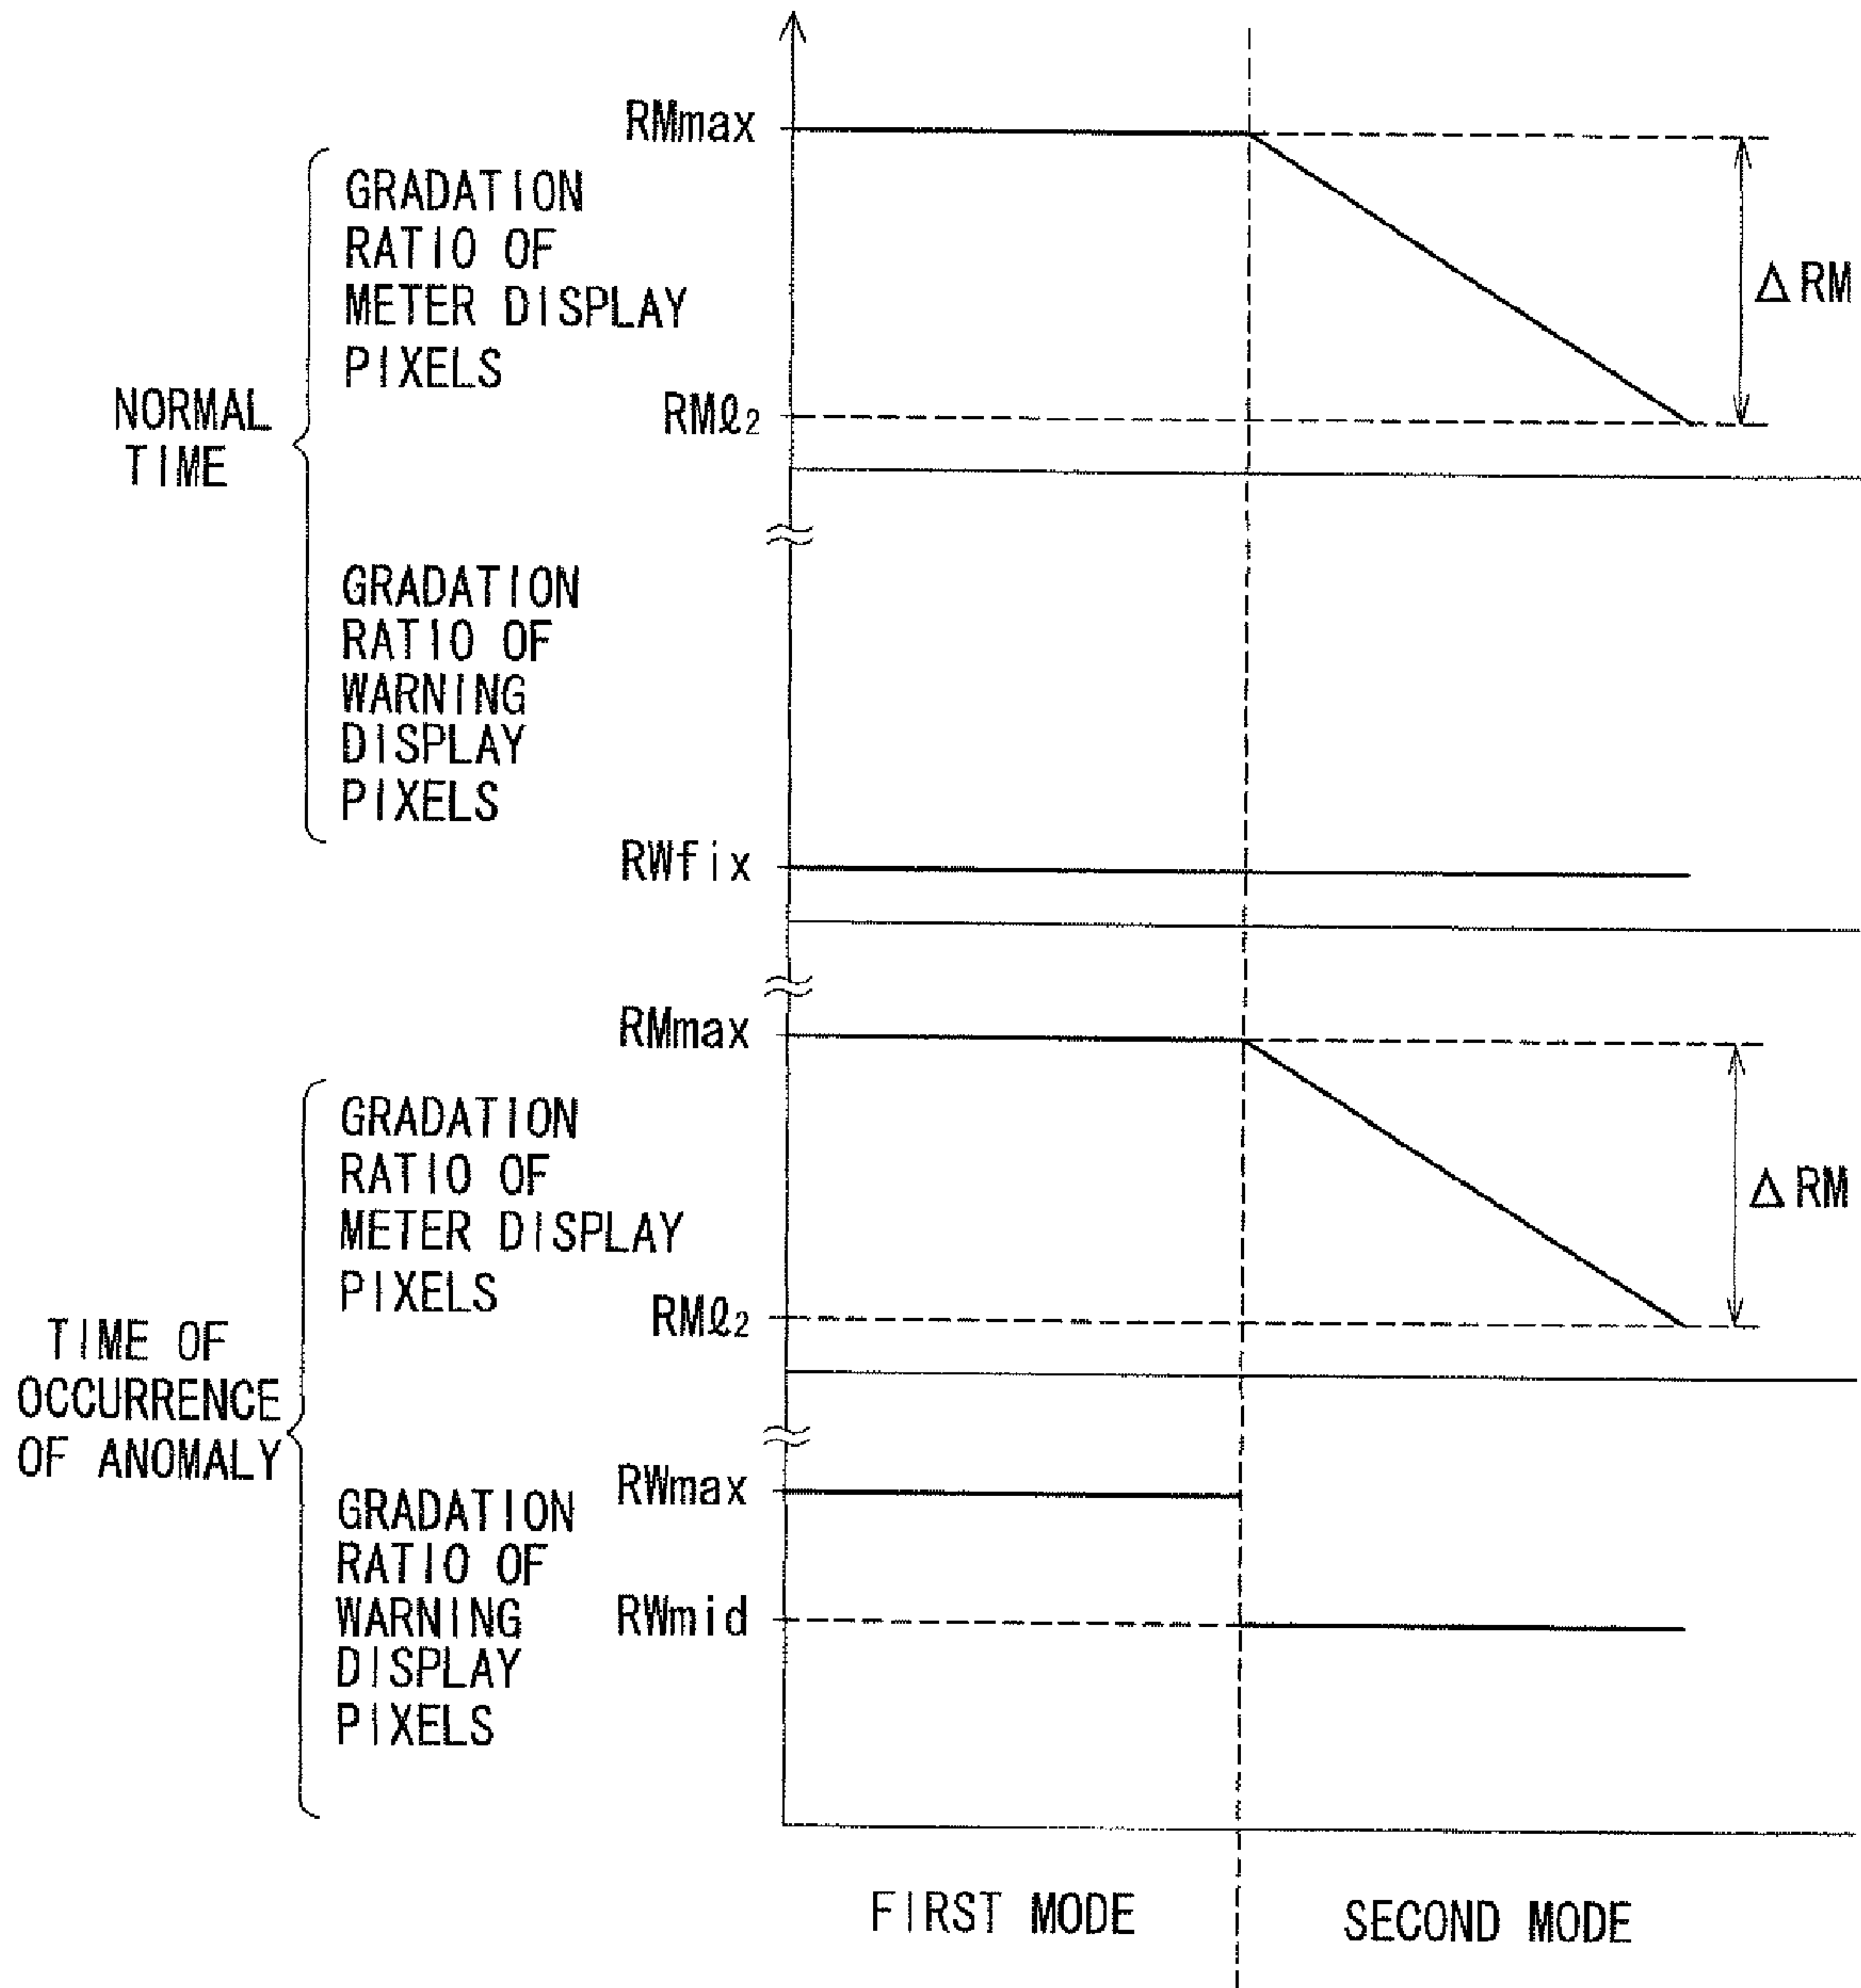 RMmax
GRADATION
RATIO OF
METER DISPLAY
PIXELS
ΔRM
NORMAL
TIME
RMℓ2
GRADATION
RATIO OF
WARNING
DISPLAY
PIXELS
RWfix
RMmax
GRADATION
RATIO OF
METER DISPLAY
PIXELS
ΔRM
RMℓ2
TIME OF
OCCURRENCE
OF ANOMALY
RWmax
GRADATION
RATIO OF
WARNING
DISPLAY
PIXELS
RWmid
FIRST MODE
SECOND MODE